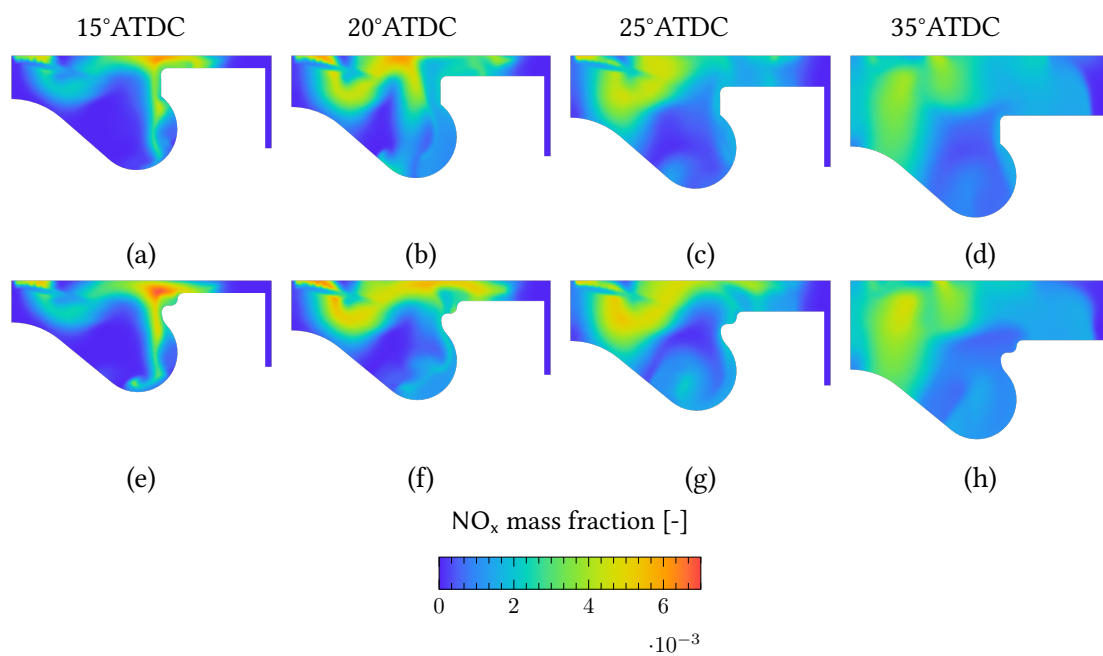 15°ATDC 20°ATDC 25°ATDC 35°ATDC
(a) (b) (c) (d)
(e) (f) (g) (h)
NOₓ mass fraction [-]
0 2 4 6
·10⁻³